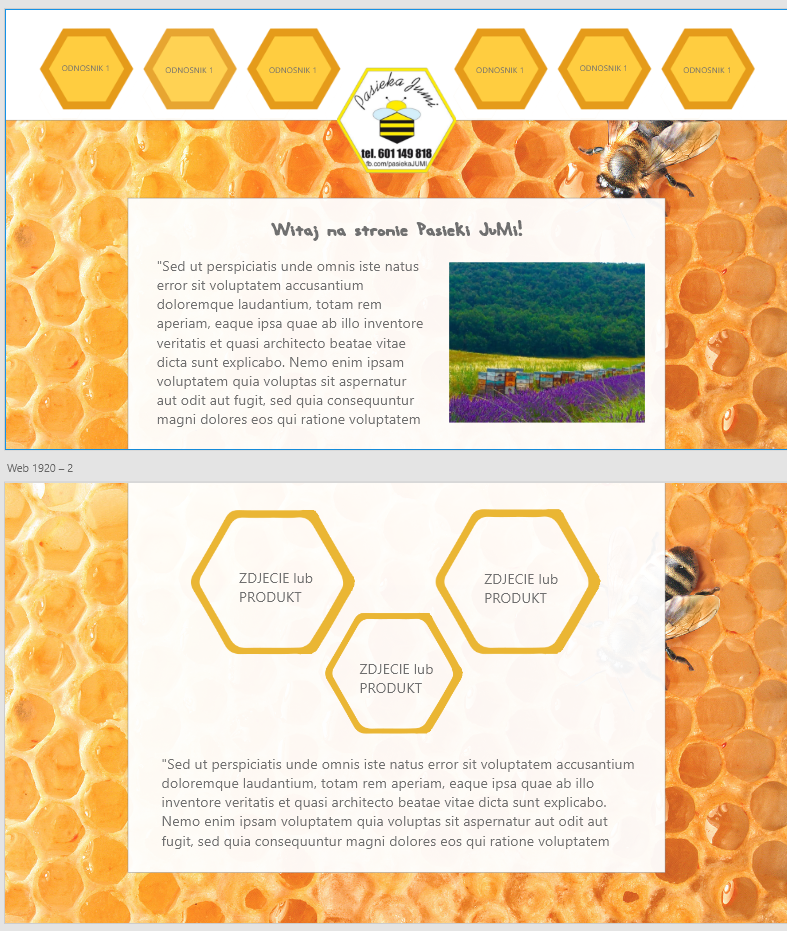 ODNOSNIK 1
ODNOSNIK 1
ODNOSNIK 1
Pasieka Jumi
tel. 601 149 818
fb.com/pasiekaJUMI
ODNOSNIK 1
ODNOSNIK 1
ODNOSNIK 1
Witaj na stronie Pasieki JuMi!
"Sed ut perspiciatis unde omnis iste natus
error sit voluptatem accusantium
doloremque laudantium, totam rem
aperiam, eaque ipsa quae ab illo inventore
veritatis et quasi architecto beatae vitae
dicta sunt explicabo. Nemo enim ipsam
voluptatem quia voluptas sit aspernatur
aut odit aut fugit, sed quia consequuntur
magni dolores eos qui ratione voluptatem
Web 1920 – 2
ZDJECIE lub
PRODUKT
ZDJECIE lub
PRODUKT
ZDJECIE lub
PRODUKT
"Sed ut perspiciatis unde omnis iste natus error sit voluptatem accusantium
doloremque laudantium, totam rem aperiam, eaque ipsa quae ab illo
inventore veritatis et quasi architecto beatae vitae dicta sunt explicabo.
Nemo enim ipsam voluptatem quia voluptas sit aspernatur aut odit aut
fugit, sed quia consequuntur magni dolores eos qui ratione voluptatem